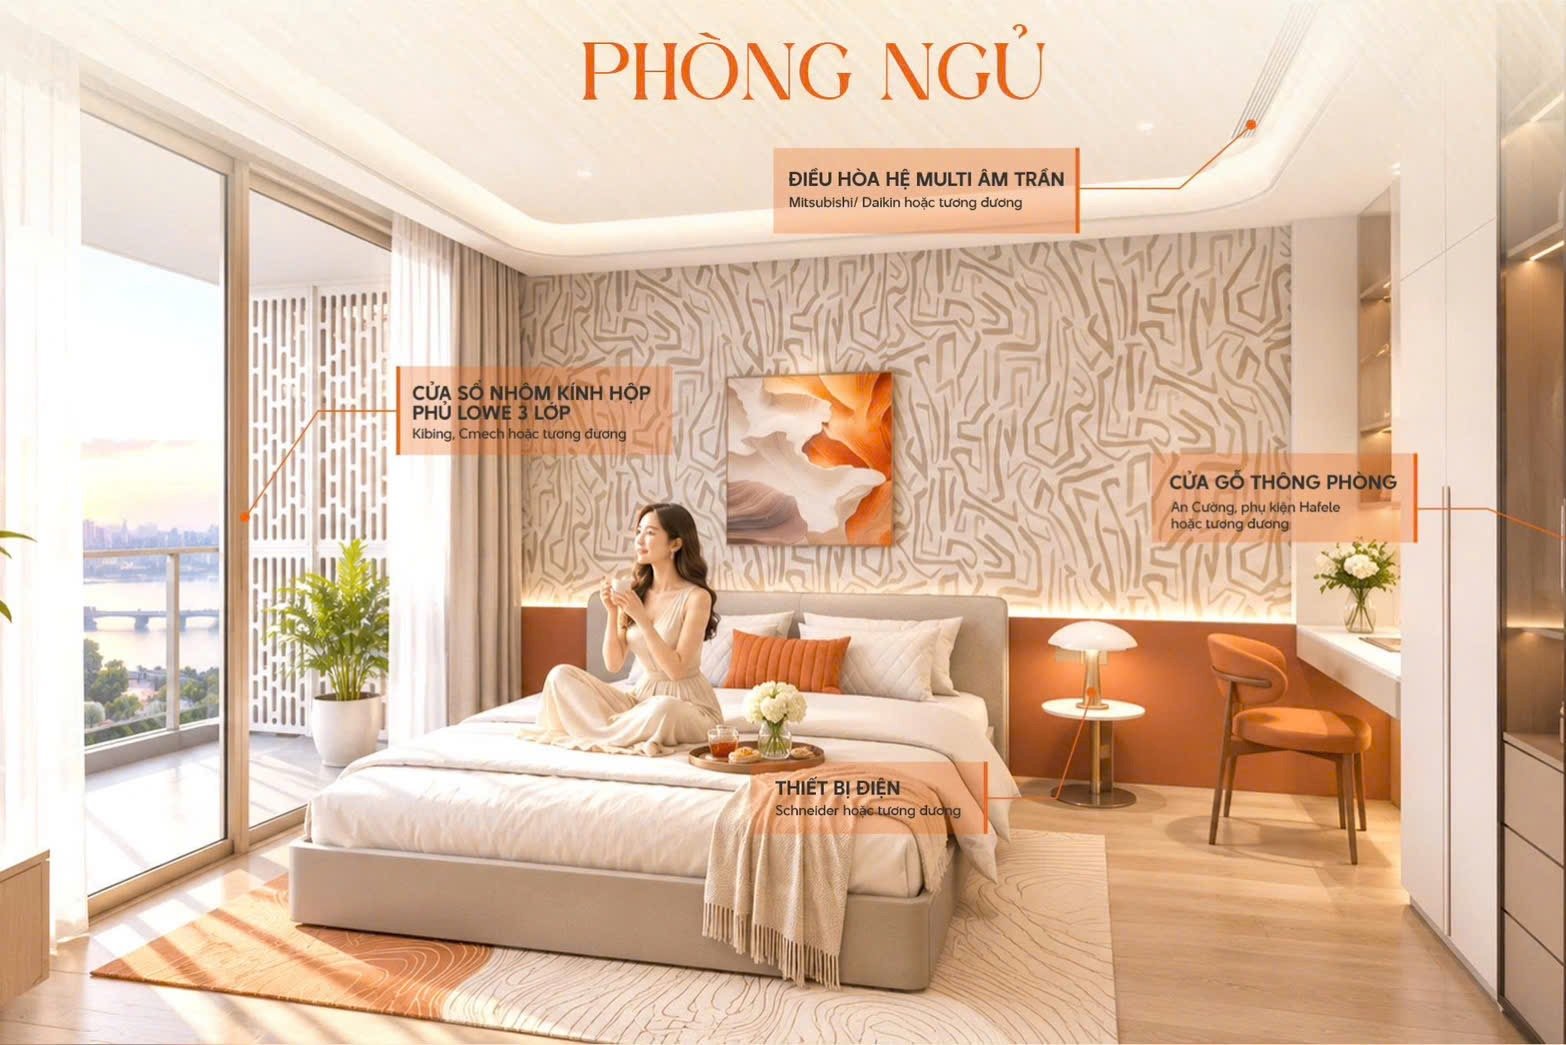 PHÒNG NGỦ
ĐIỀU HÒA HỆ MULTI ÂM TRẦN
Mitsubishi/ Daikin hoặc tương đương
CỬA SỔ NHÔM KÍNH HỘP
PHỦ LOWE 3 LỚP
Kibing, Cmech hoặc tương đương
CỬA GỖ THÔNG PHÒNG
An Cường, phụ kiện Hafele
hoặc tương đương
THIẾT BỊ ĐIỆN
Schneider hoặc tương đương